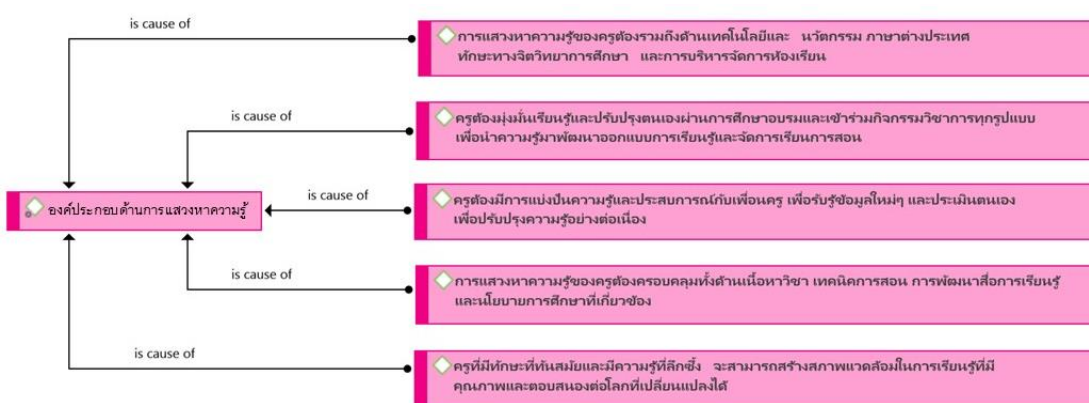 is cause of
การแสวงหาความรู้ของครูต้องรวมถึงด้านเทคโนโลยีและ นวัตกรรม ภาษาต่างประเทศ
ทักษะทางจิตวิทยาการศึกษา และการบริหารจัดการห้องเรียน
is cause of
ครูต้องมุ่งมั่นเรียนรู้และปรับปรุงตนเองผ่านการศึกษาอบรมและเข้าร่วมกิจกรรมวิชาการทุกรูปแบบ
เพื่อนำความรู้มาพัฒนาออกแบบการเรียนรู้และจัดการเรียนการสอน
องค์ประกอบด้านการแสวงหาความรู้
is cause of
ครูต้องมีการแบ่งปันความรู้และประสบการณ์กับเพื่อนครู เพื่อรับรู้ข้อมูลใหม่ๆ และประเมินตนเอง
เพื่อปรับปรุงความรู้อย่างต่อเนื่อง
is cause of
การแสวงหาความรู้ของครูต้องครอบคลุมทั้งด้านเนื้อหาวิชา เทคนิคการสอน การพัฒนาสื่อการเรียนรู้
และนโยบายการศึกษาที่เกี่ยวข้อง
is cause of
ครูที่มีทักษะที่ทันสมัยและมีความรู้ที่ลึกซึ้ง จะสามารถสร้างสภาพแวดล้อมในการเรียนรู้ที่มี
คุณภาพและตอบสนองต่อโลกที่เปลี่ยนแปลงได้